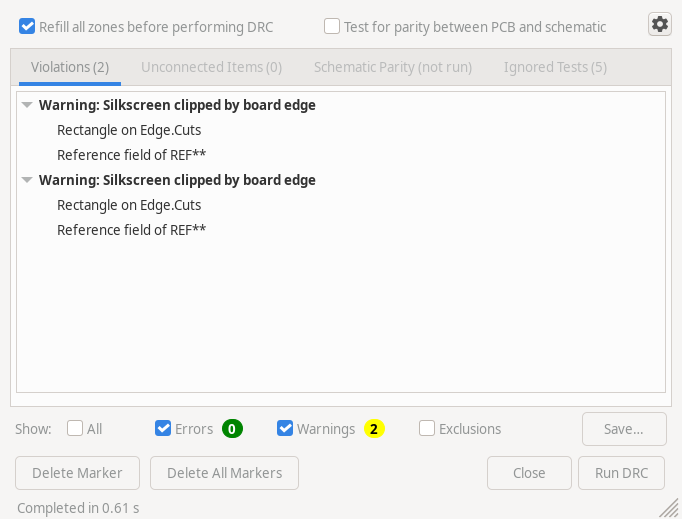 Refill all zones before performing DRC Test for parity between PCB and schematic
Violations (2) Unconnected Items (0) Schematic Parity (not run) Ignored Tests (5)
Warning: Silkscreen clipped by board edge
Rectangle on Edge.Cuts
Reference field of REF**
Warning: Silkscreen clipped by board edge
Rectangle on Edge.Cuts
Reference field of REF**
Show: All Errors 0 Warnings 2 Exclusions Save...
Delete Marker Delete All Markers Close Run DRC
Completed in 0.61 s